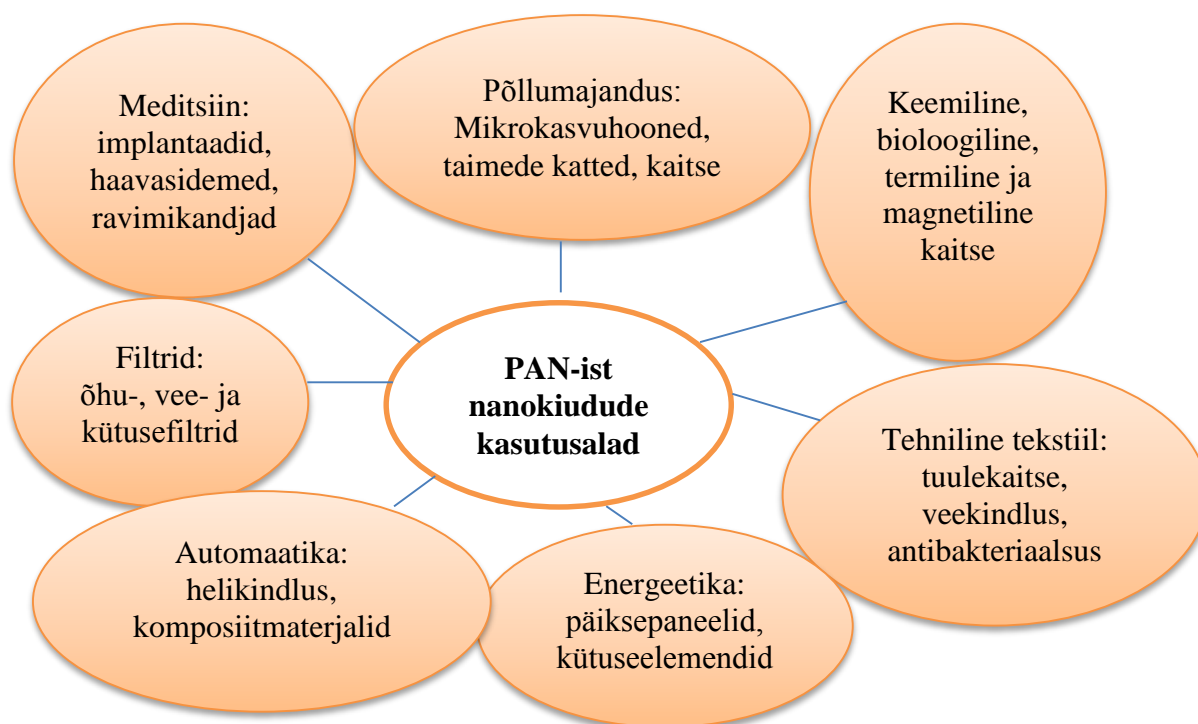 Meditsiin:
implantaadid,
haavasidemed,
ravimikandjad
Põllumajandus:
Mikrokasvuhooned,
taimede katted, kaitse
Keemiline,
bioloogiline,
termiline ja
magnetiline
kaitse
Filtrid:
õhu-, vee- ja
kütusefiltrid
PAN-ist
nanokiudude
kasutusalad
Tehniline tekstiil:
tuulekaitse,
veekindlus,
antibakteriaalsus
Automaatika:
helikindlus,
komposiitmaterjalid
Energeetika:
päiksepaneelid,
kütuseelemendid